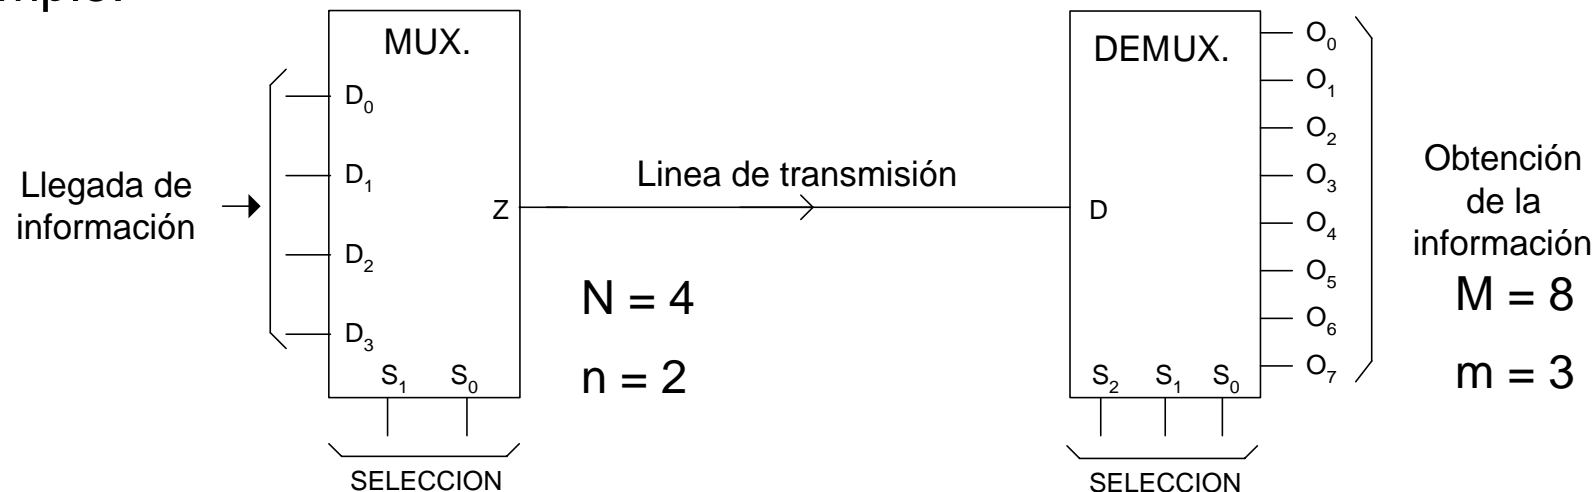 MUX.
D0
D1
D2
D3
Z
S1 S0
SELECCION
Llegada de
información
Linea de transmisión
N = 4
n = 2
DEMUX.
D
S2 S1 S0
SELECCION
O0
O1
O2
O3
O4
O5
O6
O7
Obtención
de la
información
M = 8
m = 3